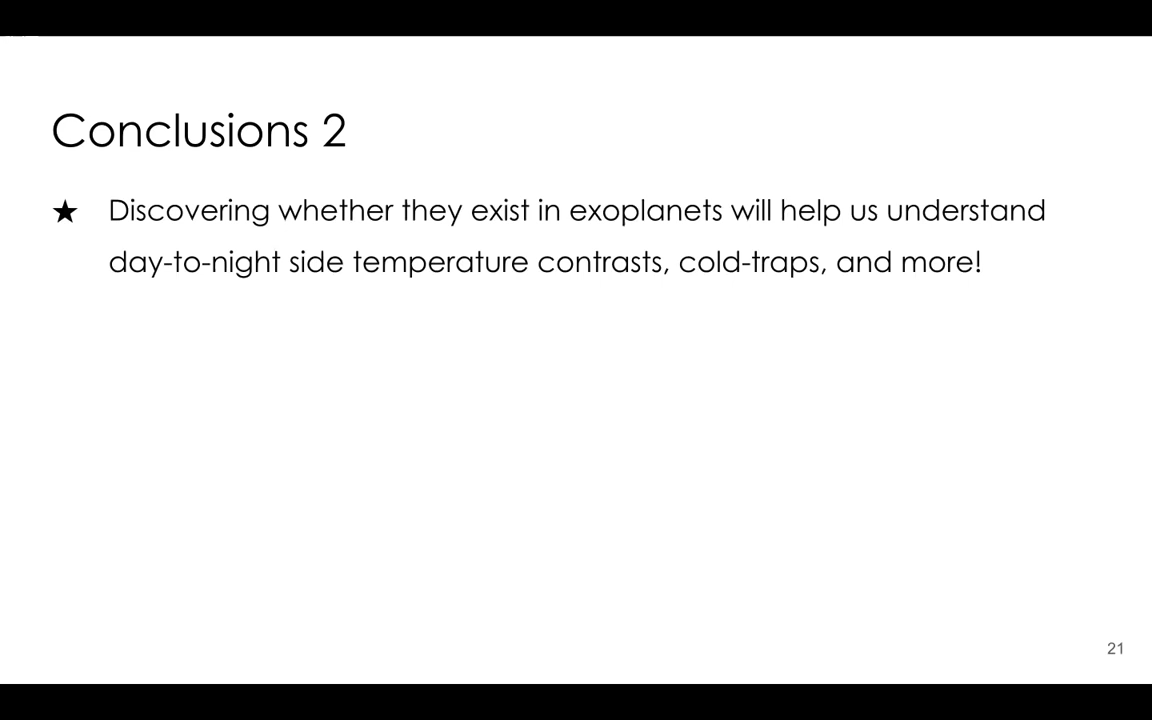 Conclusions 2
★ Discovering whether they exist in exoplanets will help us understand
day-to-night side temperature contrasts, cold-traps, and more!
21